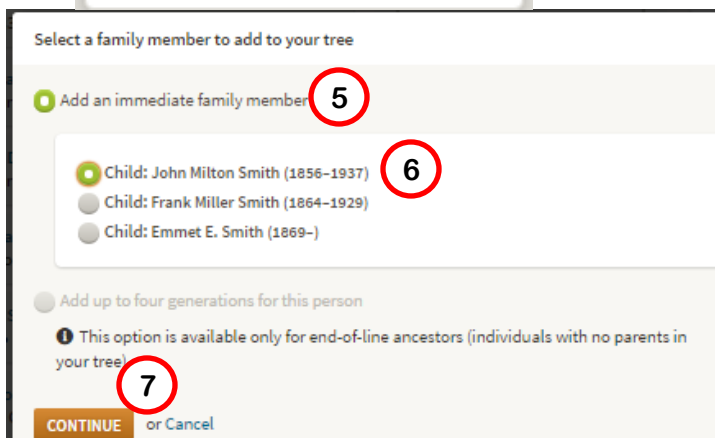 Select a family member to add to your tree
Add an immediate family member 5
Child: John Milton Smith (1856–1937) 6
Child: Frank Miller Smith (1864–1929)
Child: Emmet E. Smith (1869–)
Add up to four generations for this person
This option is available only for end-of-line ancestors (individuals with no parents in
your tree)
7
CONTINUE or Cancel